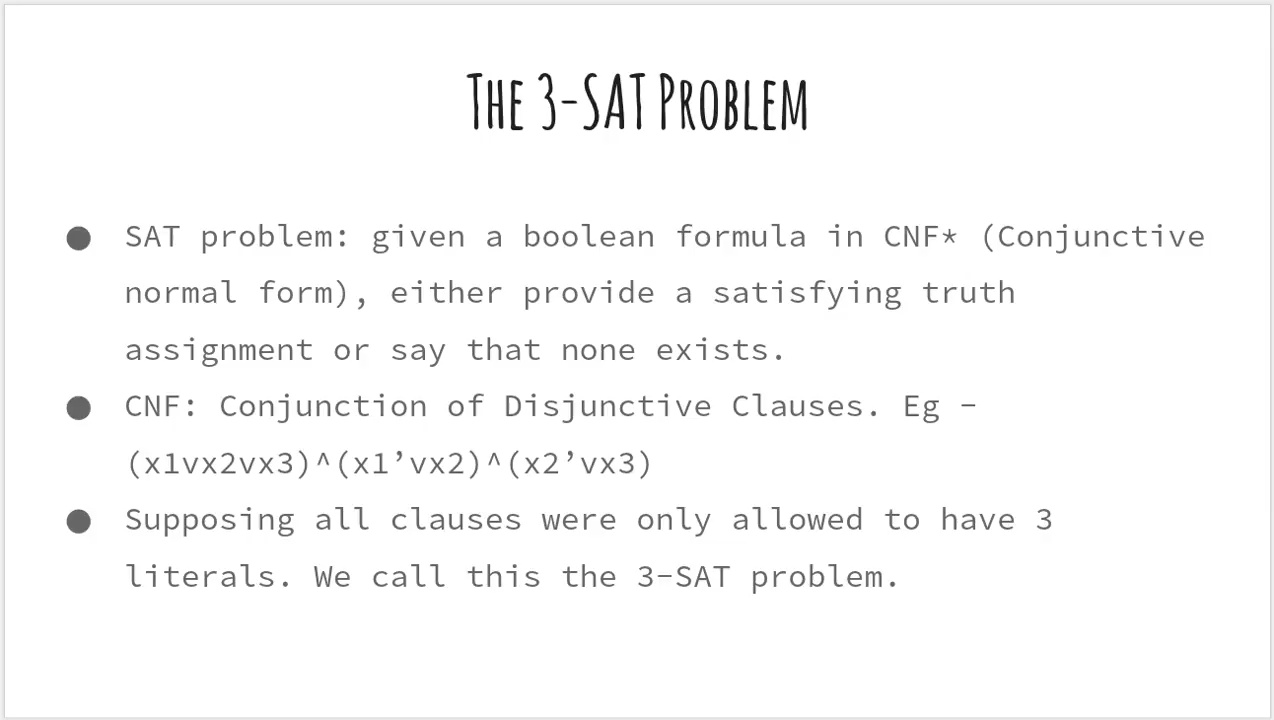 The 3-SAT Problem
● SAT problem: given a boolean formula in CNF* (Conjunctive
normal form), either provide a satisfying truth
assignment or say that none exists.
● CNF: Conjunction of Disjunctive Clauses. Eg -
(x1vx2vx3)^(x1’vx2)^(x2’vx3)
● Supposing all clauses were only allowed to have 3
literals. We call this the 3-SAT problem.